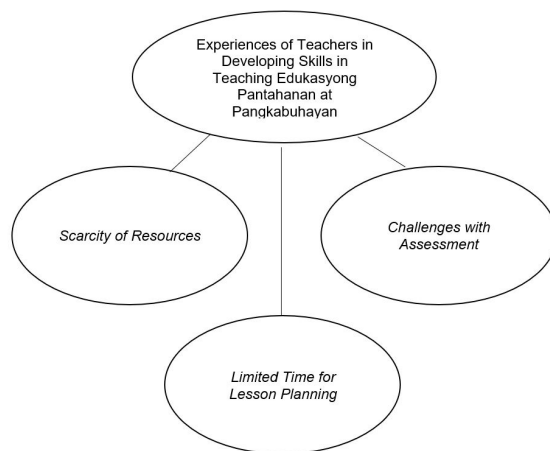 Experiences of Teachers in
Developing Skills in
Teaching Edukasyong
Pantahanan at
Pangkabuhayan
Scarcity of Resources
Challenges with
Assessment
Limited Time for
Lesson Planning